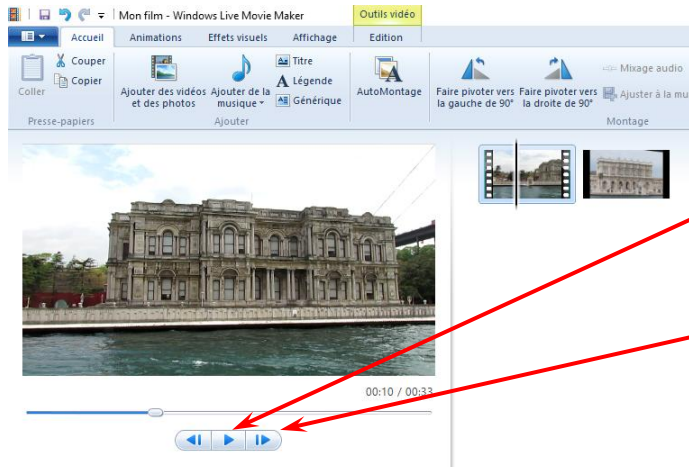 Mon film - Windows Live Movie Maker
Outils vidéo
Accueil
Animations
Effets visuels
Affichage
Edition
Coller
Couper
Copier
Presse-papiers
Ajouter des vidéos
et des photos
Ajouter de la
musique
Titre
Légende
Générique
Ajouter
AutoMontage
Faire pivoter vers
la gauche de 90°
Faire pivoter vers
la droite de 90°
Mixage audio
Ajuster à la mu
Montage
00:10 / 00:33